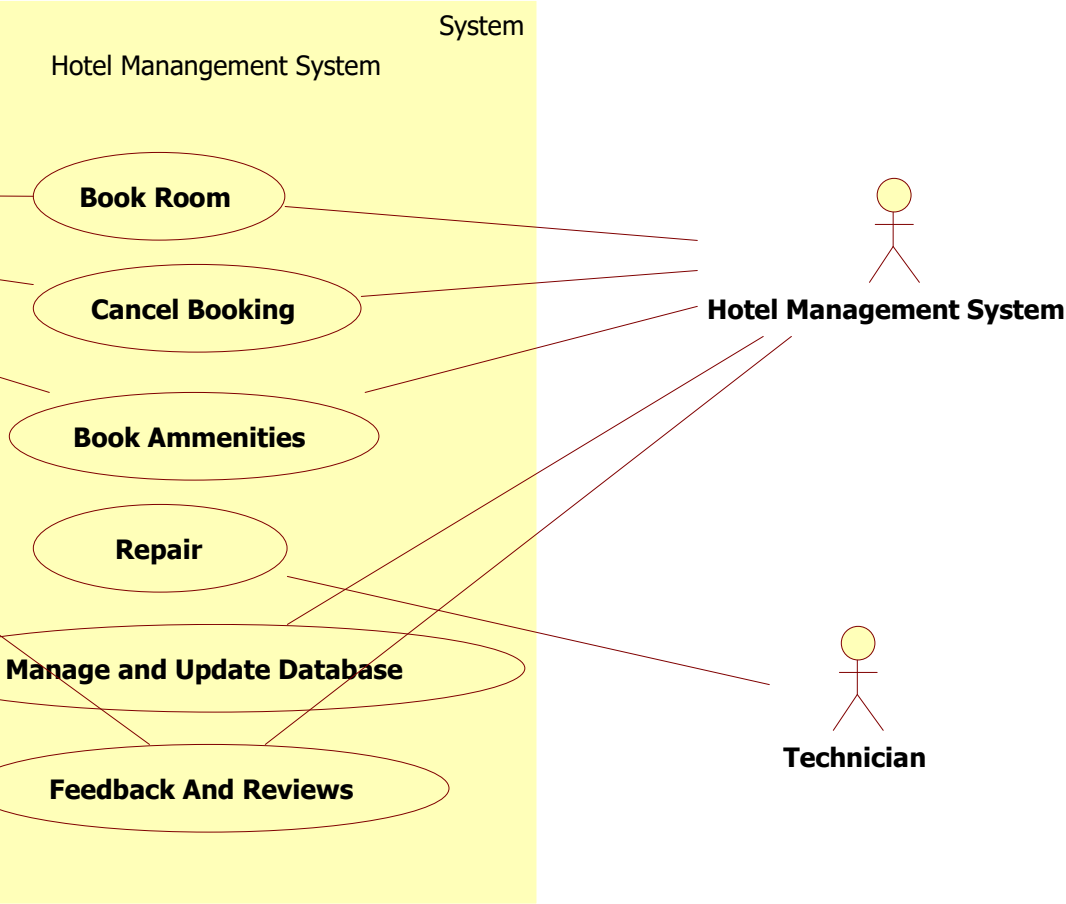 System
Hotel Manangement System
Book Room
Cancel Booking
Hotel Management System
Book Ammenities
Repair
Manage and Update Database
Technician
Feedback And Reviews